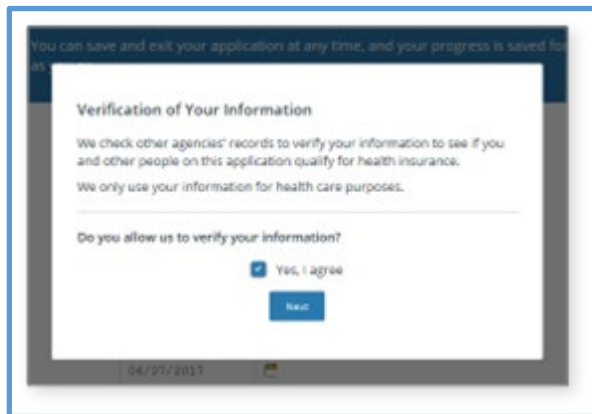 You can save and exit your application at any time, and your progress is saved for
as
Verification of Your Information
We check other agencies' records to verify your information to see if you
and other people on this application qualify for health insurance.
We only use your information for health care purposes.
Do you allow us to verify your information?
Yes, I agree
Next
06/07/2017